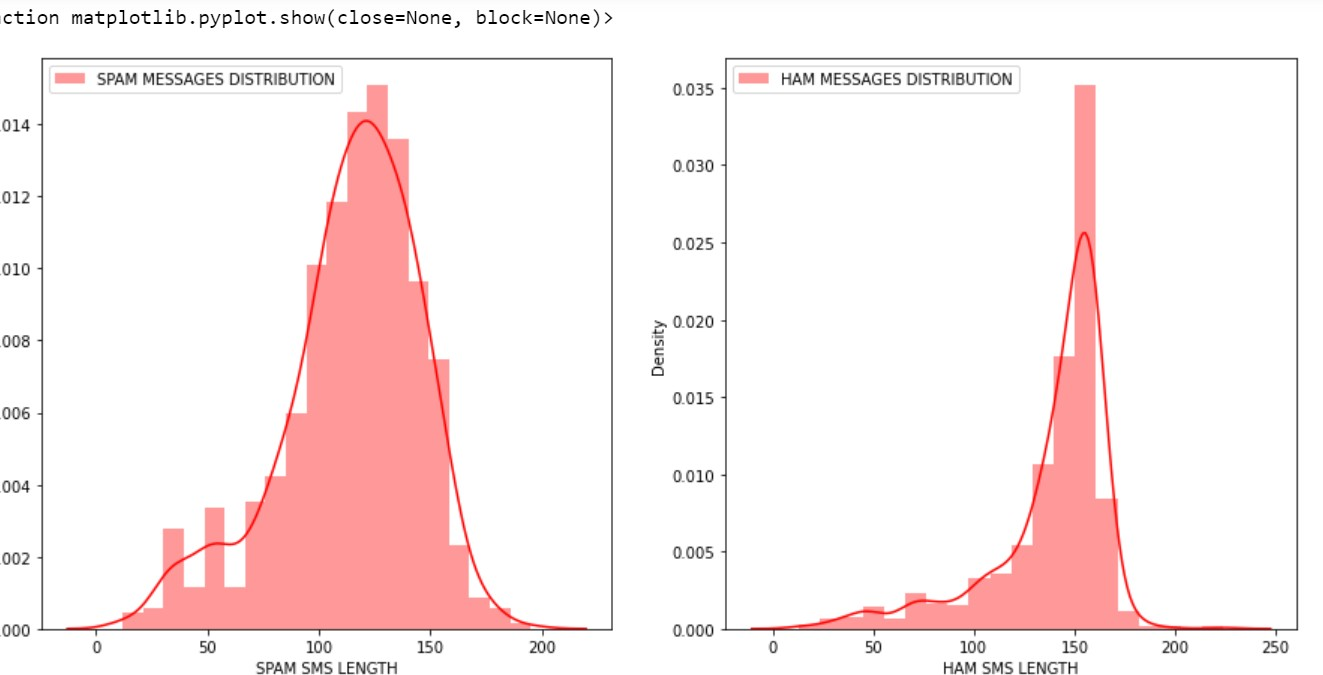 ction matplotlib.pyplot.show(close=None, block=None)>
SPAM MESSAGES DISTRIBUTION
.014
.012
.010
.008
.006
.004
.002
.000
0 50 100 150 200
SPAM SMS LENGTH
HAM MESSAGES DISTRIBUTION
Density
0.035
0.030
0.025
0.020
0.015
0.010
0.005
0.000
0 50 100 150 200 250
HAM SMS LENGTH